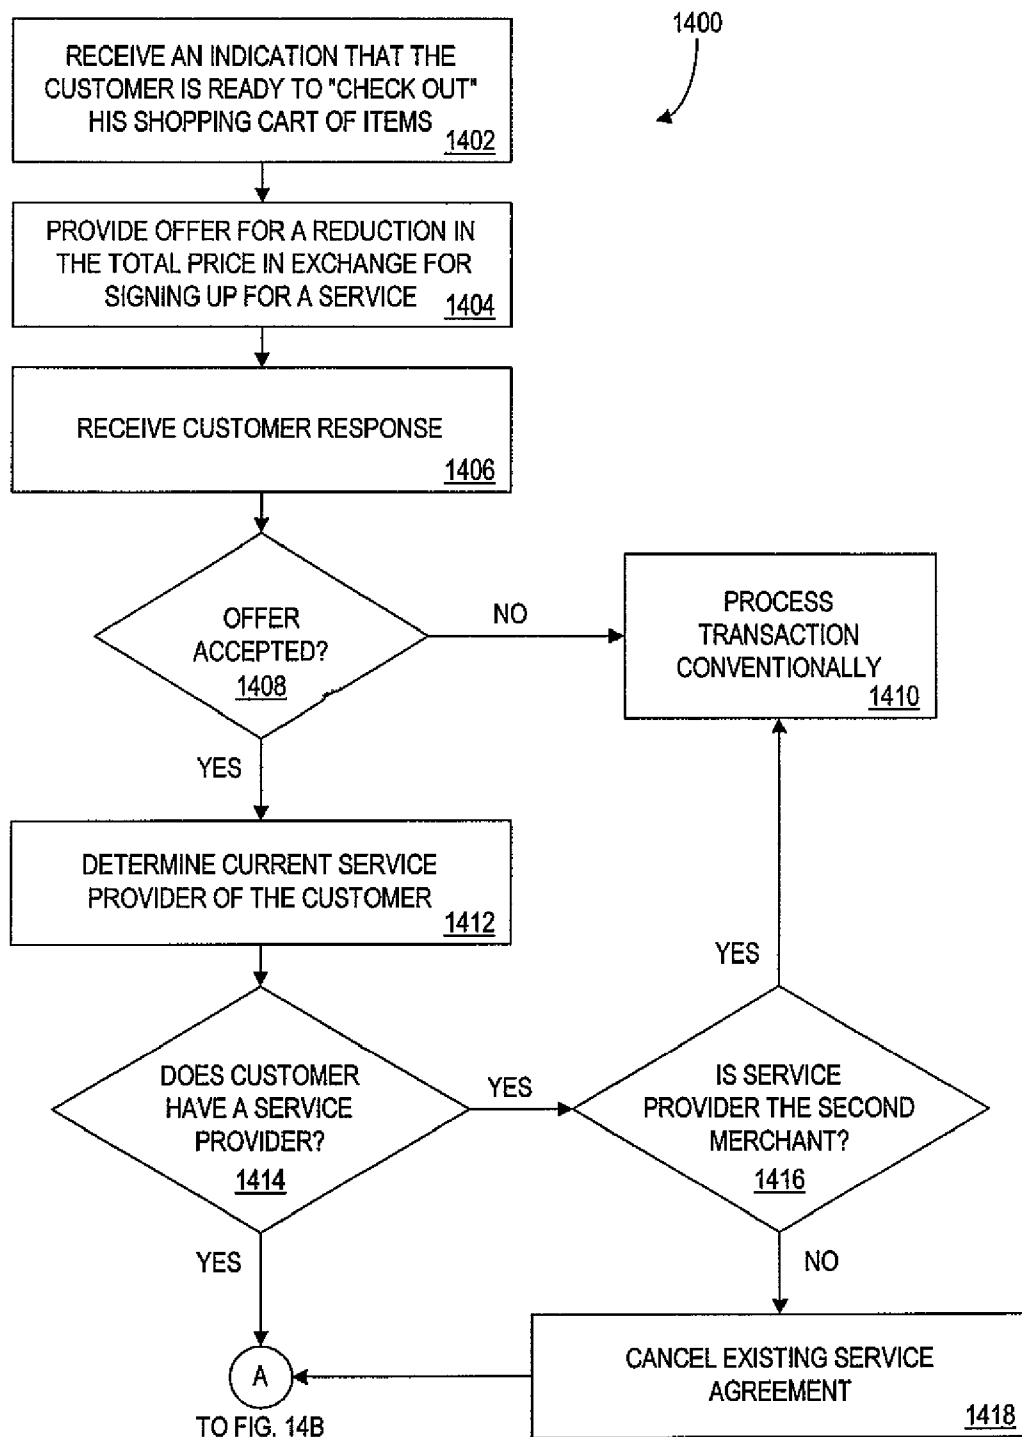 1400
RECEIVE AN INDICATION THAT THE
CUSTOMER IS READY TO "CHECK OUT"
HIS SHOPPING CART OF ITEMS
1402
PROVIDE OFFER FOR A REDUCTION IN
THE TOTAL PRICE IN EXCHANGE FOR
SIGNING UP FOR A SERVICE
1404
RECEIVE CUSTOMER RESPONSE
1406
OFFER
ACCEPTED?
1408
NO
PROCESS
TRANSACTION
CONVENTIONALLY
1410
YES
DETERMINE CURRENT SERVICE
PROVIDER OF THE CUSTOMER
1412
DOES CUSTOMER
HAVE A SERVICE
PROVIDER?
1414
YES
IS SERVICE
PROVIDER THE SECOND
MERCHANT?
1416
YES
YES
NO
CANCEL EXISTING SERVICE
AGREEMENT
1418
A
TO FIG. 14B